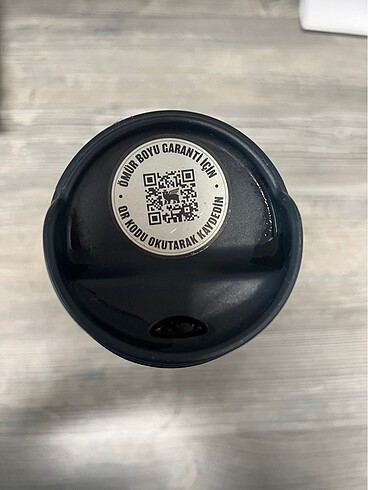 ÖMÜR BOYU GARANTİ İÇİN
QR KODU OKUTARAK KAYDEDİN